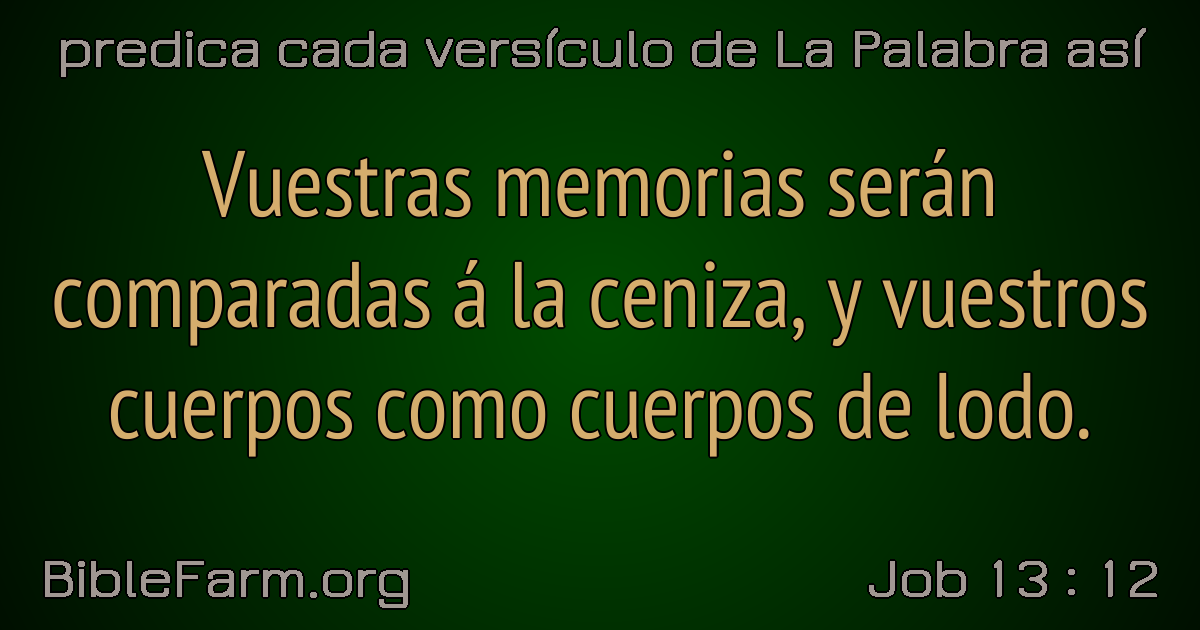 predica cada versículo de La Palabra así
Vuestras memorias serán
comparadas á la ceniza, y vuestros
cuerpos como cuerpos de lodo.
BibleFarm.org
Job 13 : 12